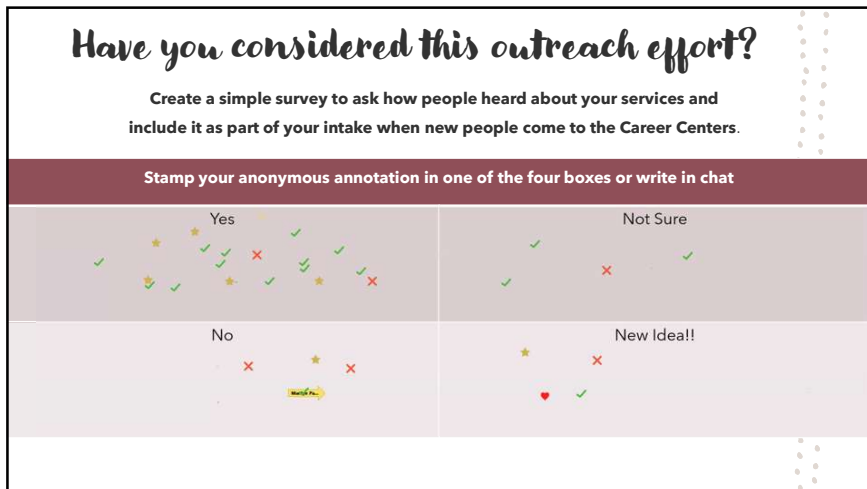 Have you considered this outreach effort?
Create a simple survey to ask how people heard about your services and
include it as part of your intake when new people come to the Career Centers.
Stamp your anonymous annotation in one of the four boxes or write in chat
Yes
Not Sure
No
New Idea!!